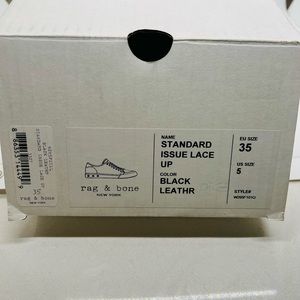 NAME
STANDARD
ISSUE LACE
UP
COLOR
BLACK
LEATHR
EU SIZE
35
US SIZE
5
STYLE#
rag & bone
NEW YORK
35
rag & bone
NEW YORK